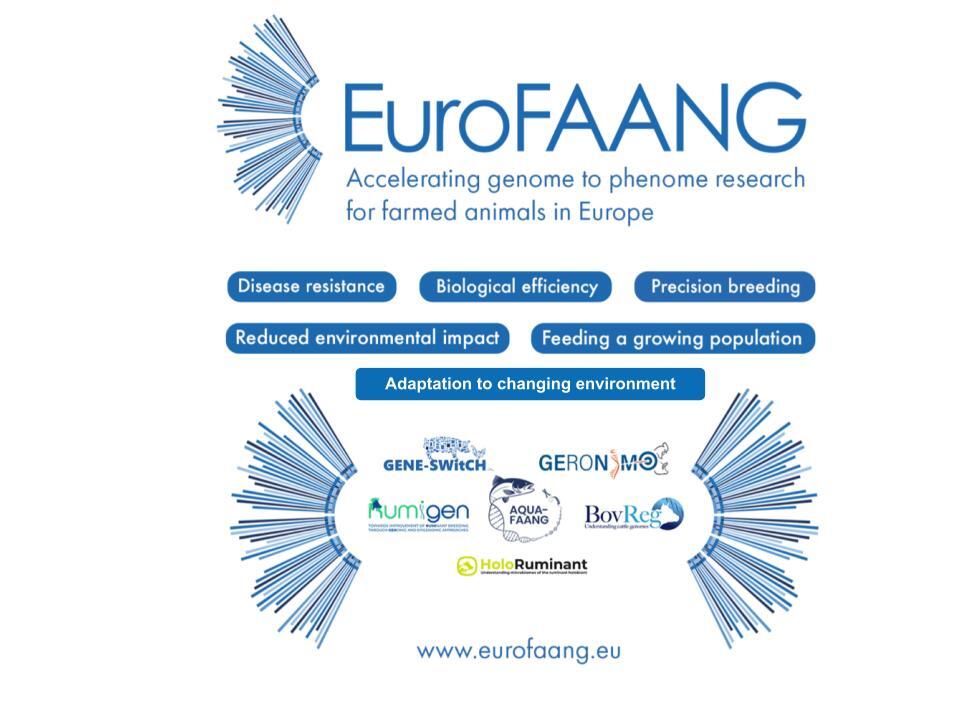 EuroFAANG
Accelerating genome to phenome research
for farmed animals in Europe
Disease resistance
Biological efficiency
Precision breeding
Reduced environmental impact
Feeding a growing population
Adaptation to changing environment
GENE-SWitCH
GERONIMO
Rumigen
TOWARDS IMPROVEMENT OF RUMINANT BREEDING
THROUGH GENOMIC AND EPIGENOMIC APPROACHES
AQUA-
FAANG
BovReg
Understanding cattle genomes
HoloRuminant
Understanding microbiomes of the ruminant holobiont
www.eurofaang.eu